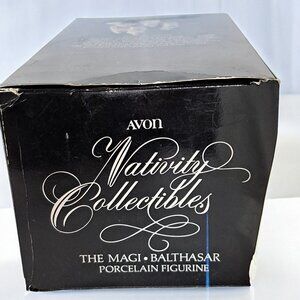 AVON
Nativity
Collectibles
THE MAGI • BALTHASAR
PORCELAIN FIGURINE